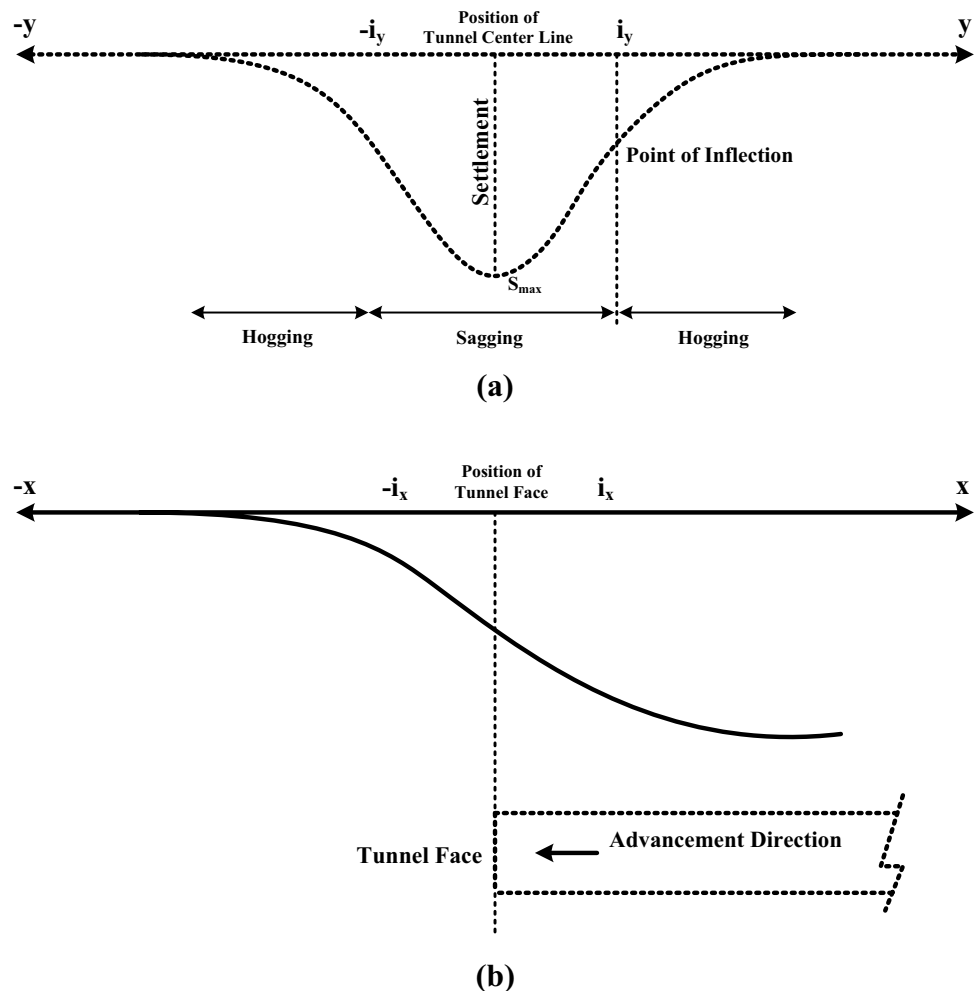 -y
-iy
Position of
Tunnel Center Line
iy
y
Settlement
Point of Inflection
Smax
Hogging
Sagging
Hogging
(a)
-x
-ix
Position of
Tunnel Face
ix
x
Tunnel Face
Advancement Direction
(b)